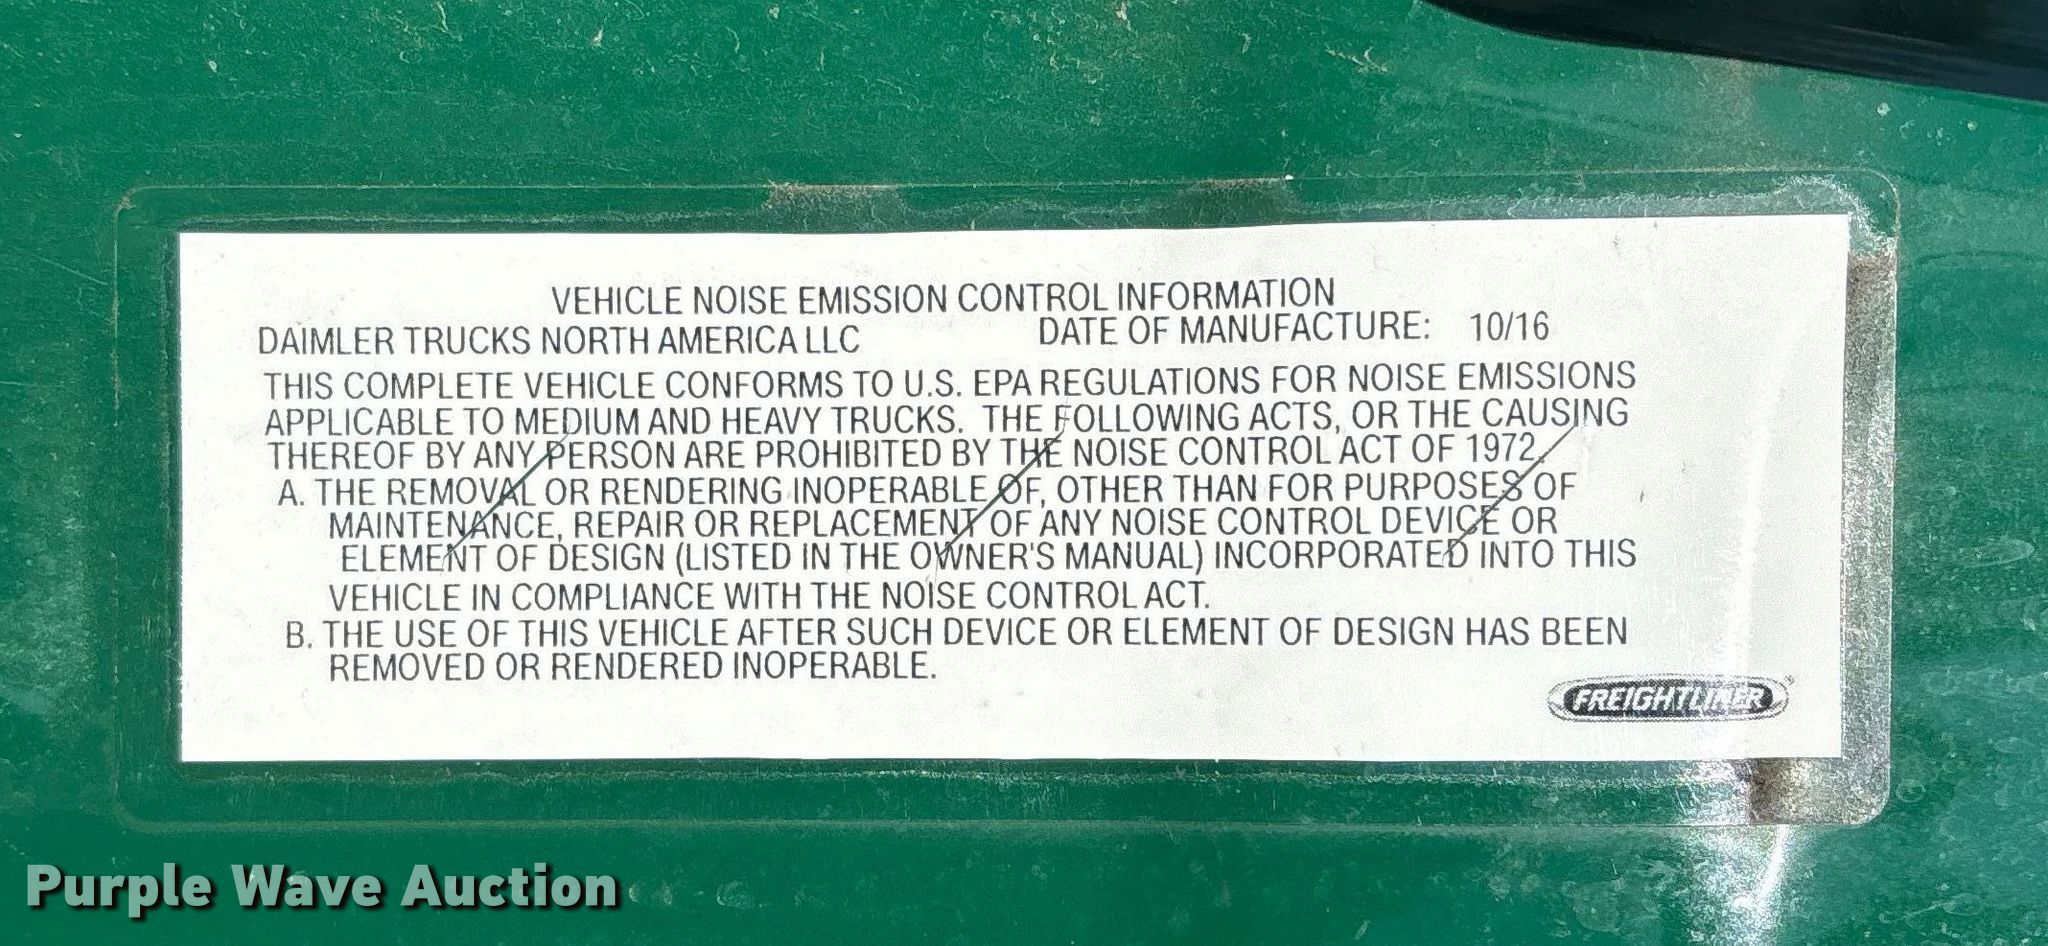 VEHICLE NOISE EMISSION CONTROL INFORMATION
DAIMLER TRUCKS NORTH AMERICA LLC DATE OF MANUFACTURE: 10/16
THIS COMPLETE VEHICLE CONFORMS TO U.S. EPA REGULATIONS FOR NOISE EMISSIONS
APPLICABLE TO MEDIUM AND HEAVY TRUCKS. THE FOLLOWING ACTS, OR THE CAUSING
THEREOF BY ANY PERSON ARE PROHIBITED BY THE NOISE CONTROL ACT OF 1972.
A. THE REMOVAL OR RENDERING INOPERABLE OF, OTHER THAN FOR PURPOSES OF
MAINTENANCE, REPAIR OR REPLACEMENT OF ANY NOISE CONTROL DEVICE OR
ELEMENT OF DESIGN (LISTED IN THE OWNER'S MANUAL) INCORPORATED INTO THIS
VEHICLE IN COMPLIANCE WITH THE NOISE CONTROL ACT.
B. THE USE OF THIS VEHICLE AFTER SUCH DEVICE OR ELEMENT OF DESIGN HAS BEEN
REMOVED OR RENDERED INOPERABLE.
FREIGHTLINER®
Purple Wave Auction